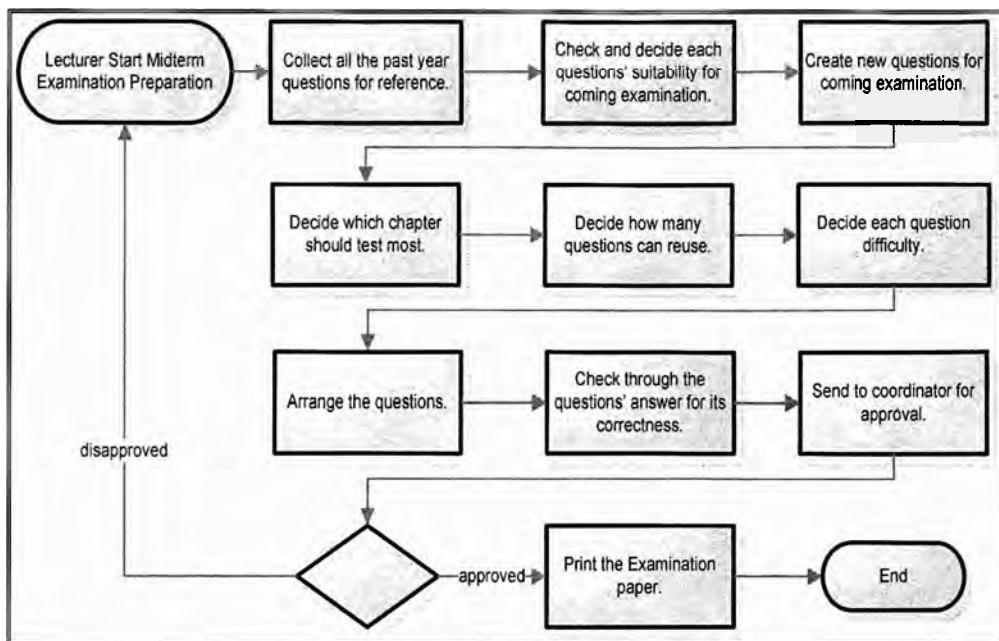 Lecturer Start Midterm
Examination Preparation
Collect all the past year
questions for reference.
Check and decide each
questions' suitability for
coming examination.
Create new questions for
coming examination.
Decide which chapter
should test most.
Decide how many
questions can reuse.
Decide each question
difficulty.
Arrange the questions.
Check through the
questions' answer for its
correctness.
Send to coordinator for
approval.
disapproved
approved
Print the Examination
paper.
End